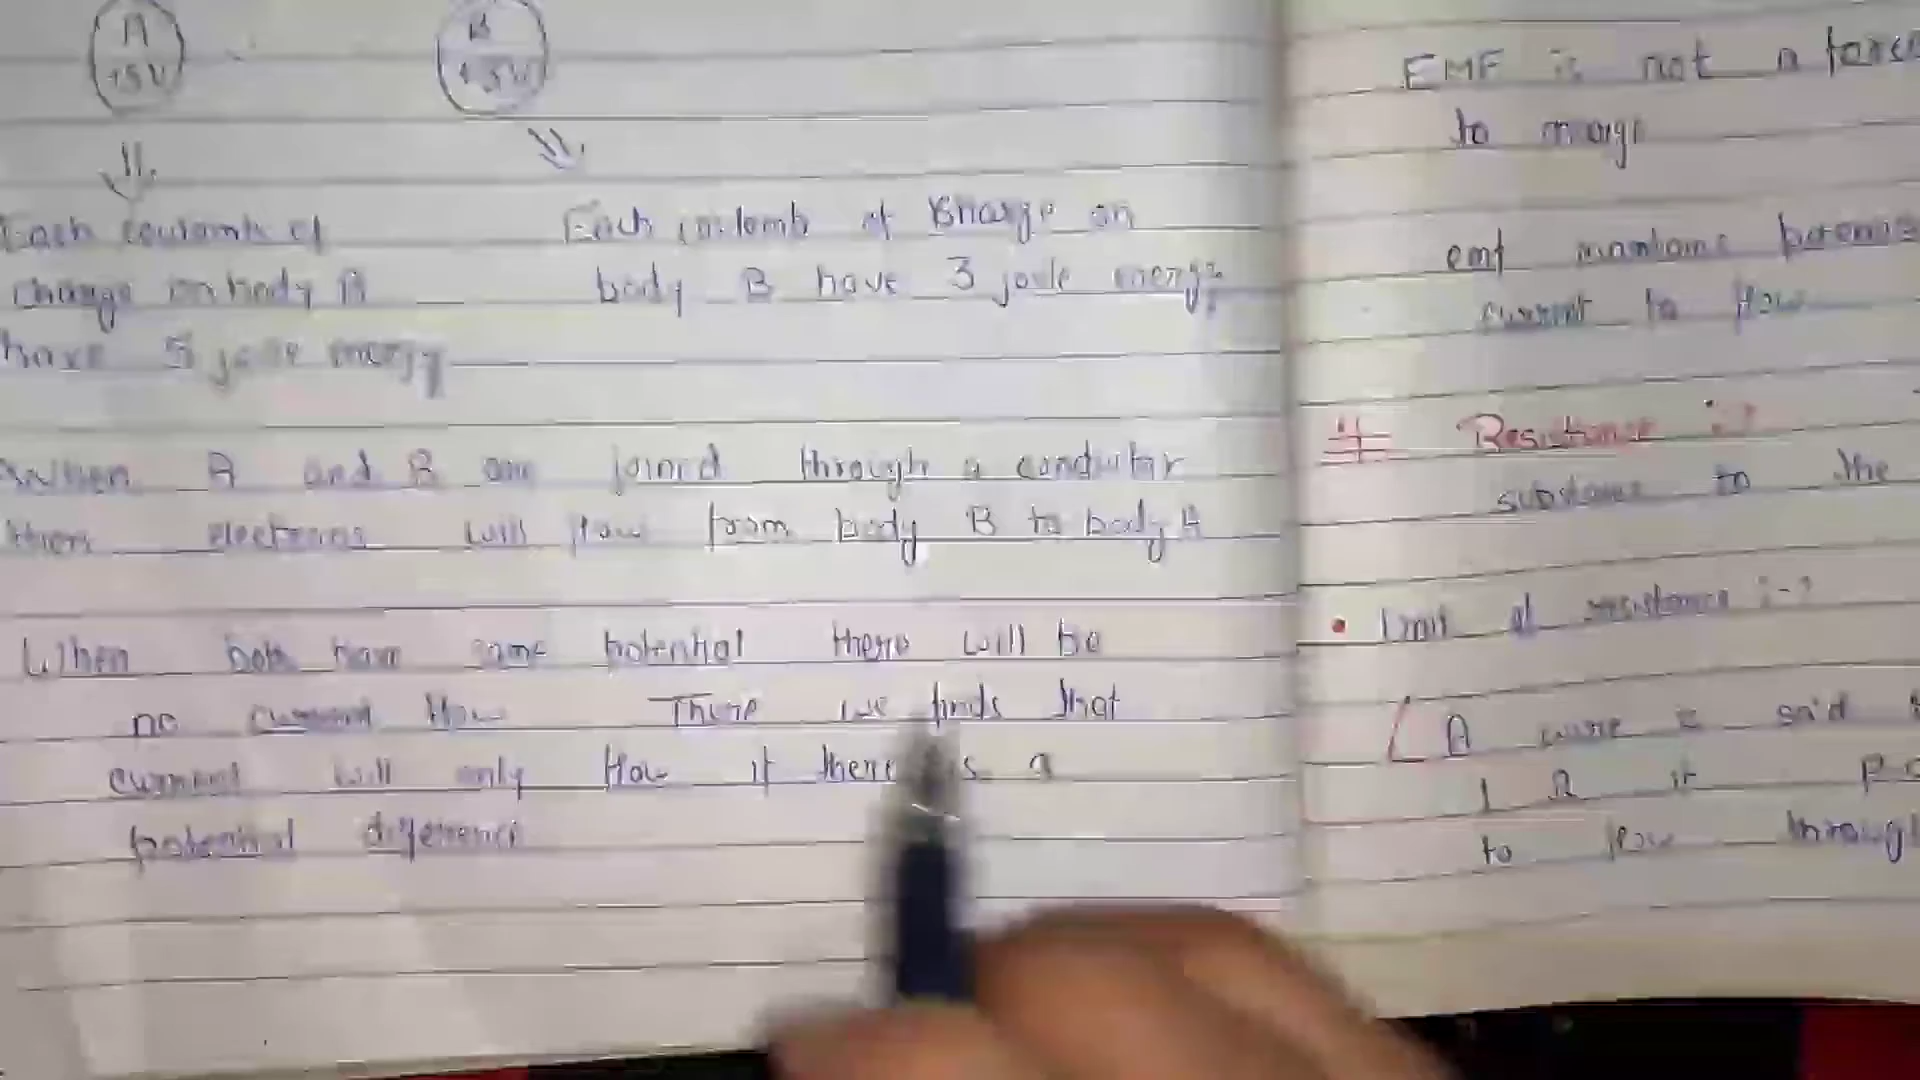 A
+5V
B
+3V
Each coulomb of
charge on body A
have 5 joule energy
Each coulomb of charge on
body B have 3 joule energy
When A and B are joined through a conductor
then electrons will flow from body B to body A
When both have same potential there will be
no current flow There we finds that
current will only flow if there is a
potential difference
EMF is not a force
to
emf maintains
current to flow
Resistance :-
substance to the
• Unit of resistance :-
A wire is said
1 Ω if
to flow through